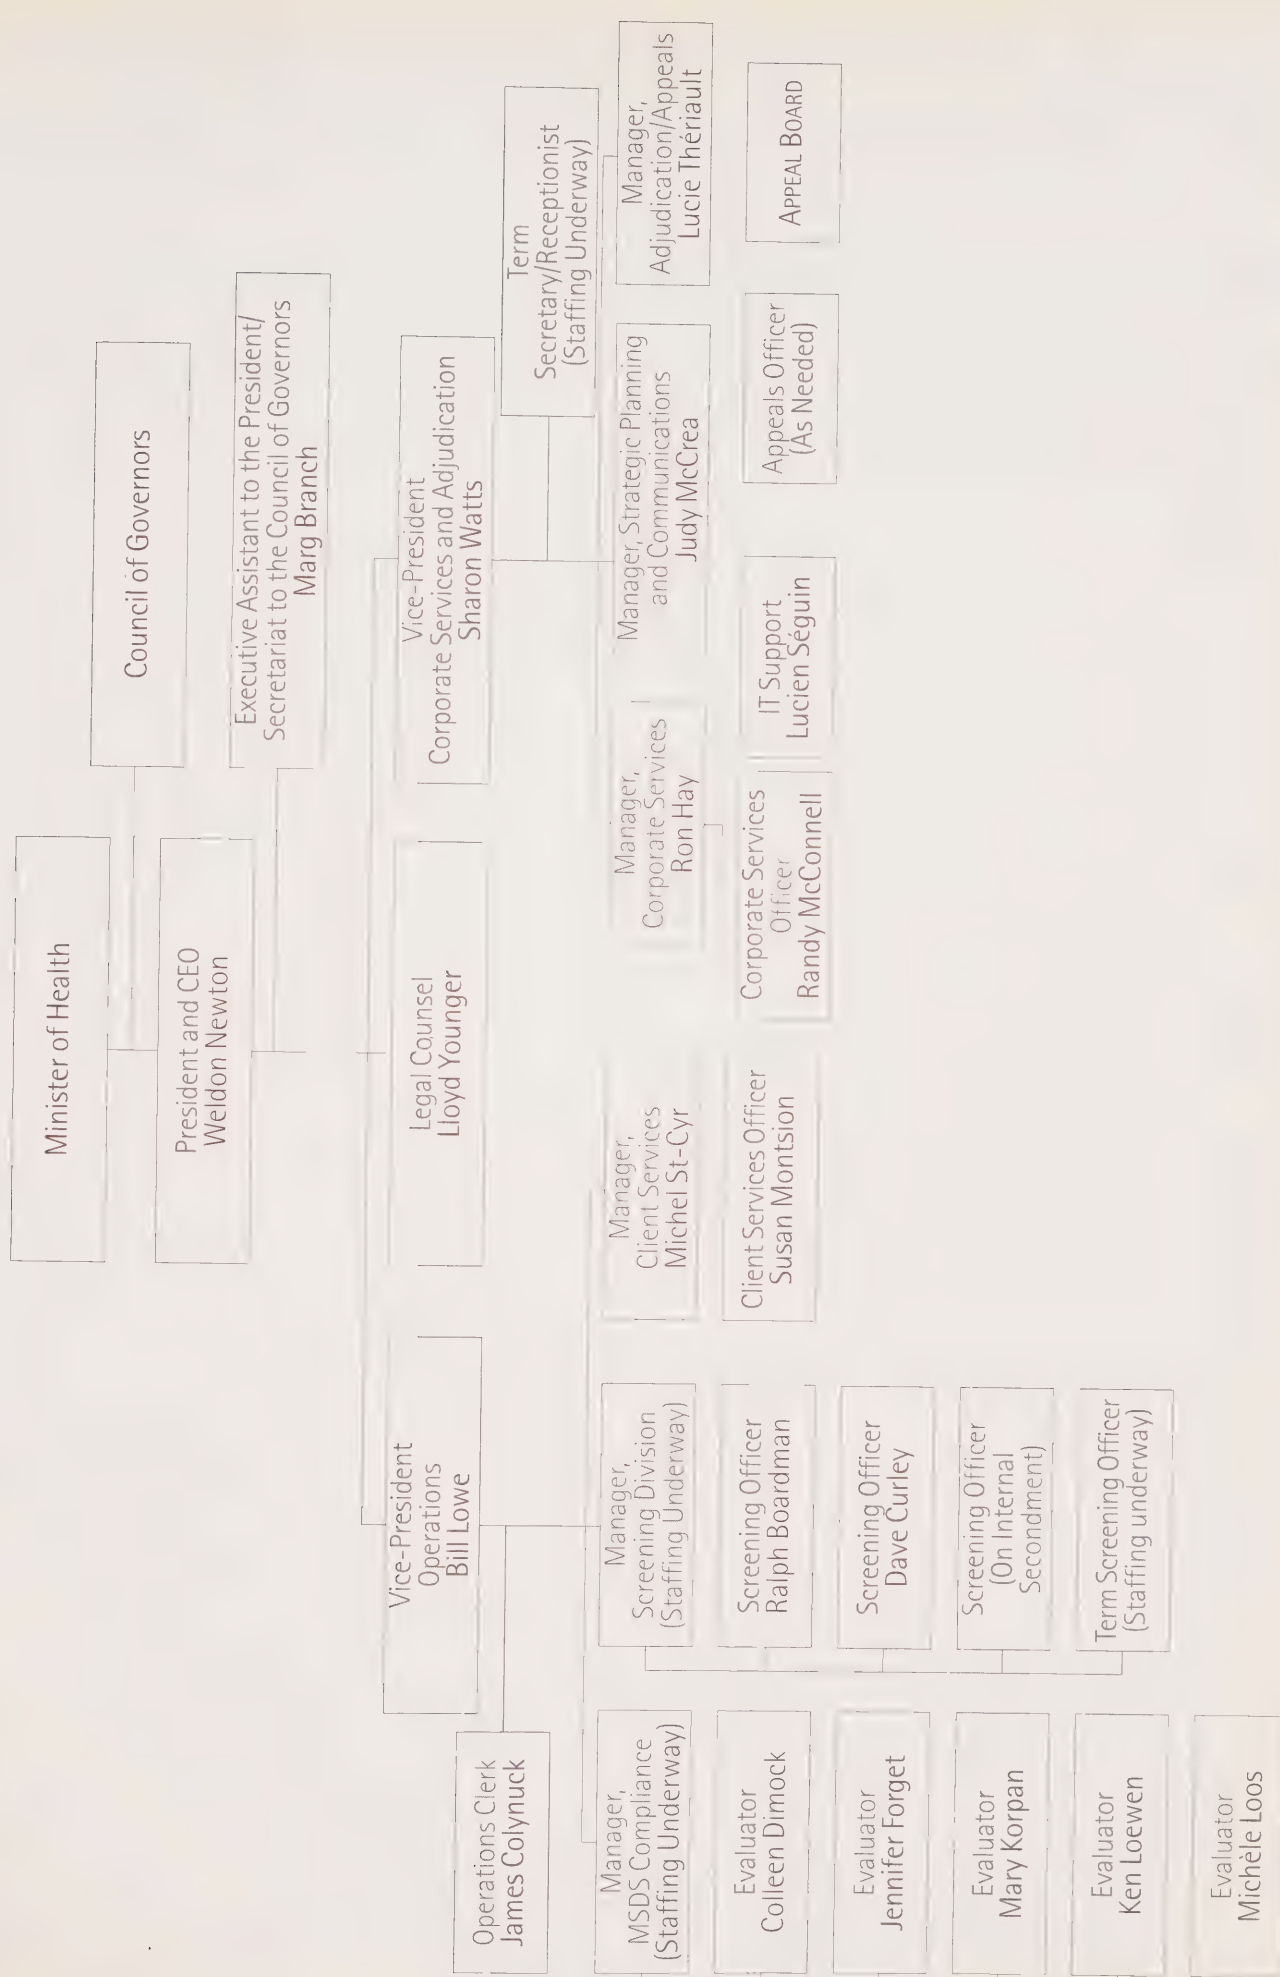 Minister of Health
Council of Governors
President and CEO
Weldon Newton
Executive Assistant to the President/
Secretariat to the Council of Governors
Marg Branch
Vice-President
Operations
Bill Lowe
Legal Counsel
Lloyd Younger
Vice-President
Corporate Services and Adjudication
Sharon Watts
Operations Clerk
James Colynuck
Term
Secretary/Receptionist
(Staffing Underway)
Manager,
MSDS Compliance
(Staffing Underway)
Manager,
Screening Division
(Staffing Underway)
Manager,
Client Services
Michel St-Cyr
Manager,
Corporate Services
Ron Hay
Manager, Strategic Planning
and Communications
Judy McCrea
Manager,
Adjudication/Appeals
Lucie Thériault
Evaluator
Colleen Dimock
Screening Officer
Ralph Boardman
Client Services Officer
Susan Montsion
Corporate Services
Officer
Randy McConnell
IT Support
Lucien Séguin
Appeals Officer
(As Needed)
APPEAL BOARD
Evaluator
Jennifer Forget
Screening Officer
Dave Curley
Evaluator
Mary Korpan
Screening Officer
(On Internal
Secondment)
Evaluator
Ken Loewen
Term Screening Officer
(Staffing underway)
Evaluator
Michèle Loos